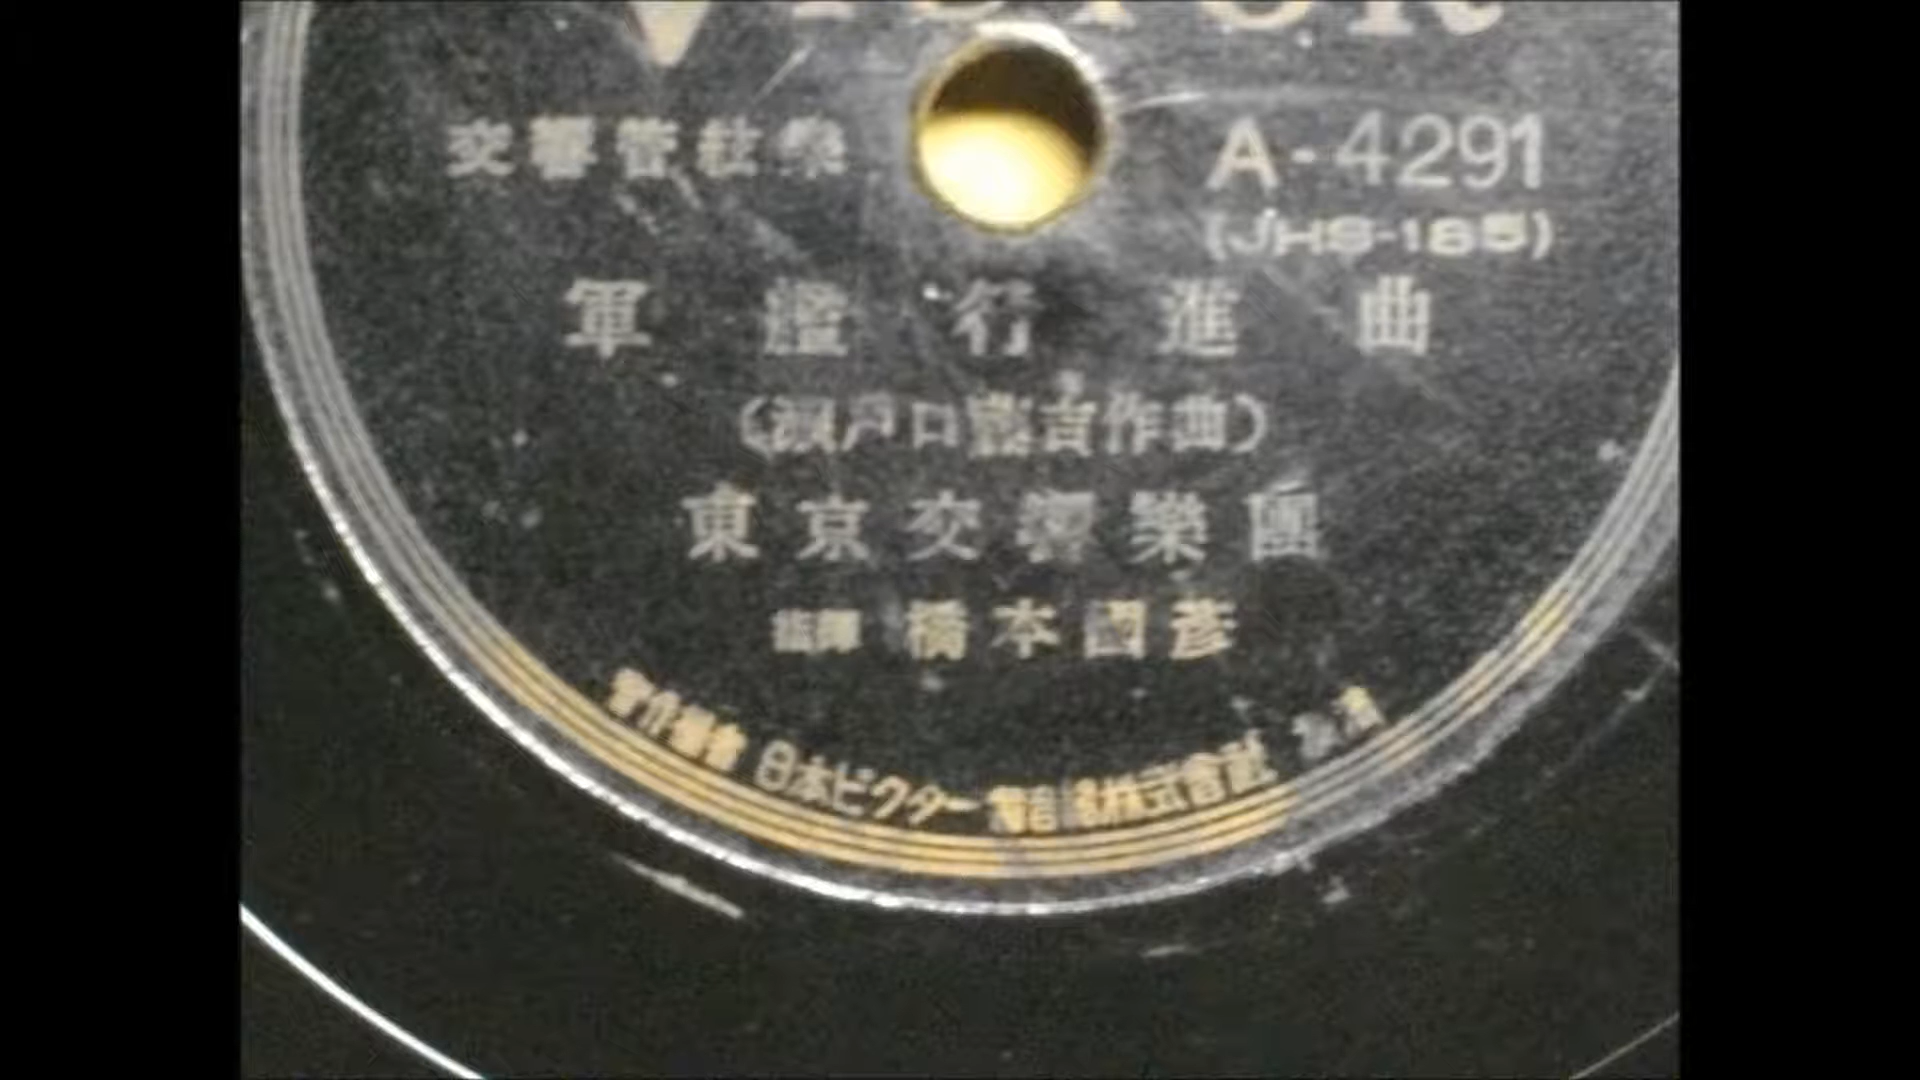 VICTOR
交響管絃樂
A-4291
(JHS-185)
軍艦行進曲
(瀬戸口藤吉作曲)
東京交響樂團
指揮 橋本國彦
日本ビクター蓄音器株式會社